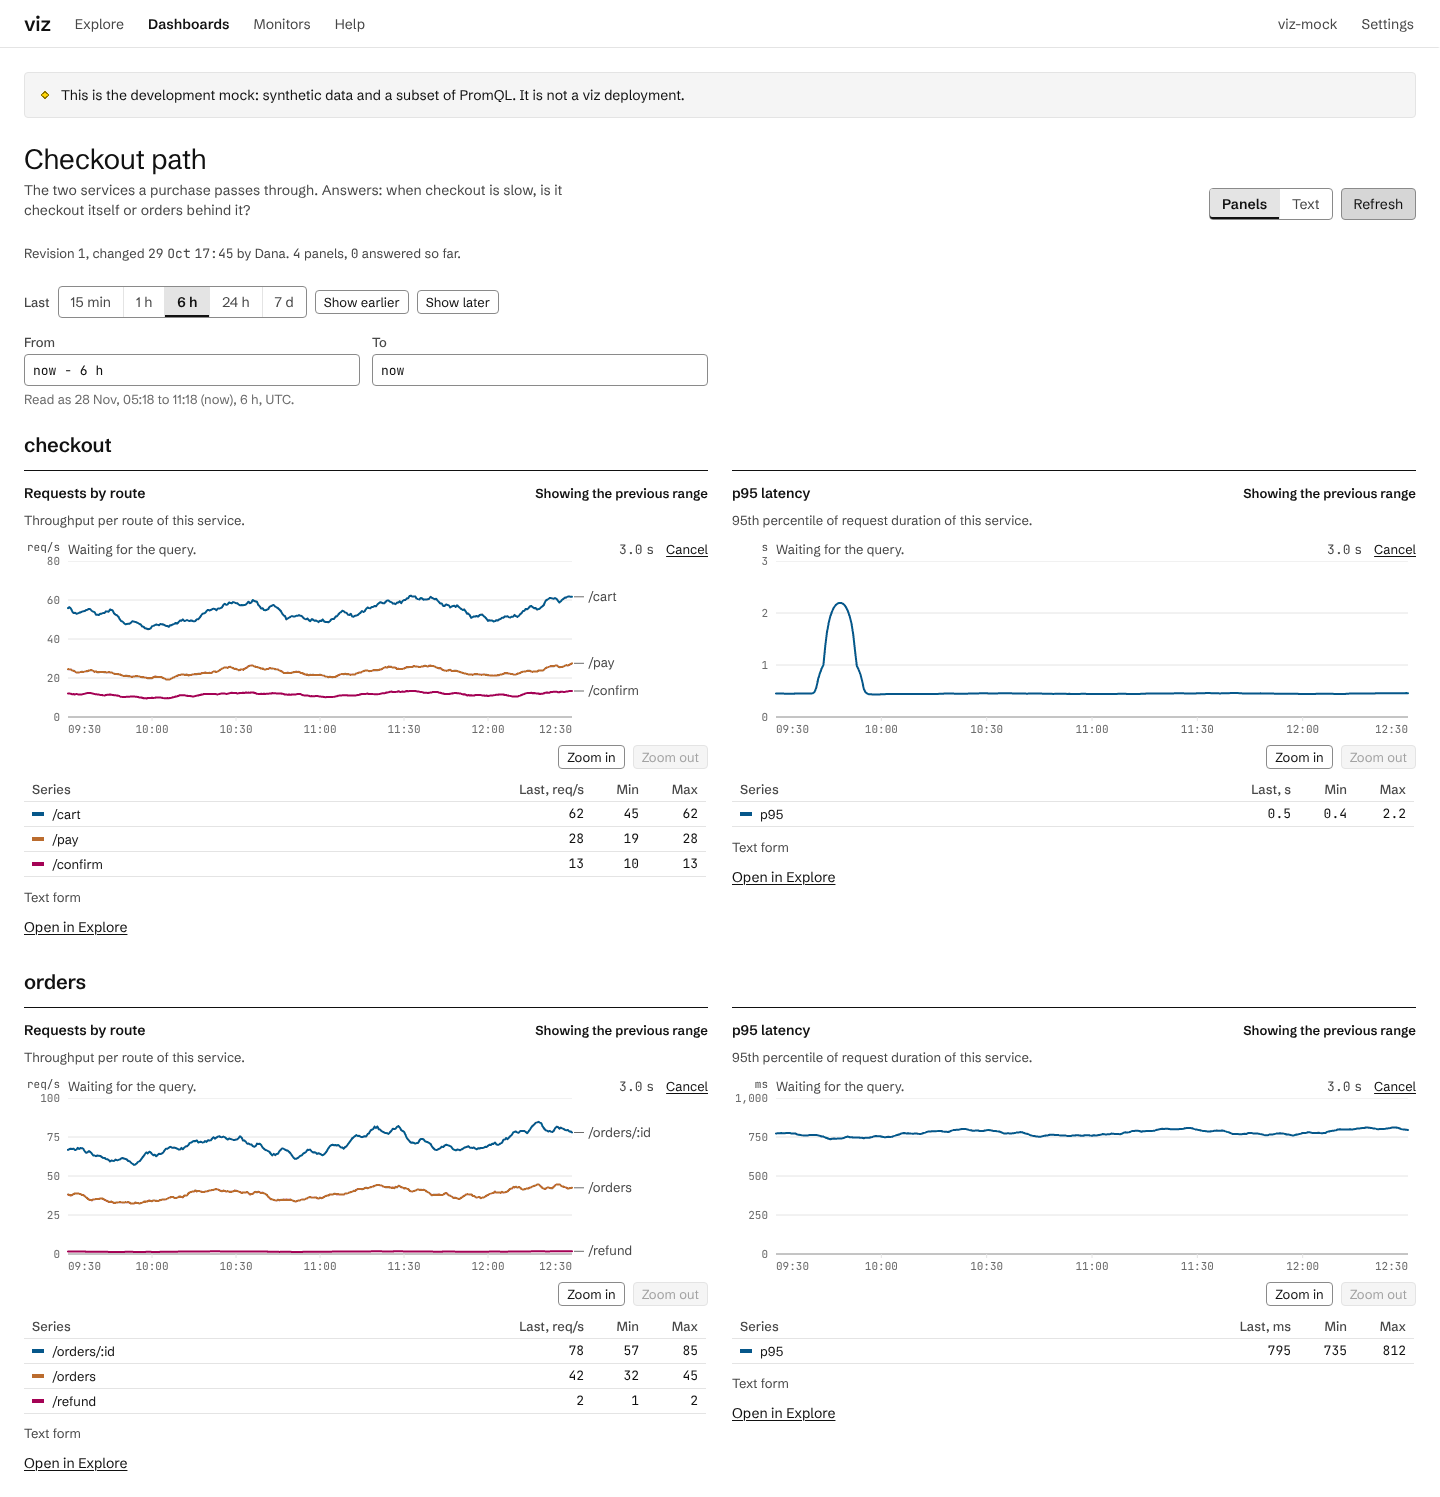 viz Explore Dashboards Monitors Help viz-mock Settings
This is the development mock: synthetic data and a subset of PromQL. It is not a viz deployment.
Checkout path
The two services a purchase passes through. Answers: when checkout is slow, is it
checkout itself or orders behind it?
Panels Text Refresh
Revision 1, changed 29 Oct 17:45 by Dana. 4 panels, 0 answered so far.
Last 15 min 1 h 6 h 24 h 7 d Show earlier Show later
From To
now - 6 h now
Read as 28 Nov, 05:18 to 11:18 (now), 6 h, UTC.
checkout
Requests by route Showing the previous range
Throughput per route of this service.
req/s Waiting for the query. 3.0 s Cancel
80
60
40
20
0
/cart
/pay
/confirm
09:30 10:00 10:30 11:00 11:30 12:00 12:30
Zoom in Zoom out
Series Last, req/s Min Max
/cart 62 45 62
/pay 28 19 28
/confirm 13 10 13
Text form
Open in Explore
p95 latency Showing the previous range
95th percentile of request duration of this service.
s Waiting for the query. 3.0 s Cancel
3
2
1
0
09:30 10:00 10:30 11:00 11:30 12:00 12:30
Zoom in Zoom out
Series Last, s Min Max
p95 0.5 0.4 2.2
Text form
Open in Explore
orders
Requests by route Showing the previous range
Throughput per route of this service.
req/s Waiting for the query. 3.0 s Cancel
100
75
50
25
0
/orders/:id
/orders
/refund
09:30 10:00 10:30 11:00 11:30 12:00 12:30
Zoom in Zoom out
Series Last, req/s Min Max
/orders/:id 78 57 85
/orders 42 32 45
/refund 2 1 2
Text form
Open in Explore
p95 latency Showing the previous range
95th percentile of request duration of this service.
ms Waiting for the query. 3.0 s Cancel
1,000
750
500
250
0
09:30 10:00 10:30 11:00 11:30 12:00 12:30
Zoom in Zoom out
Series Last, ms Min Max
p95 795 735 812
Text form
Open in Explore